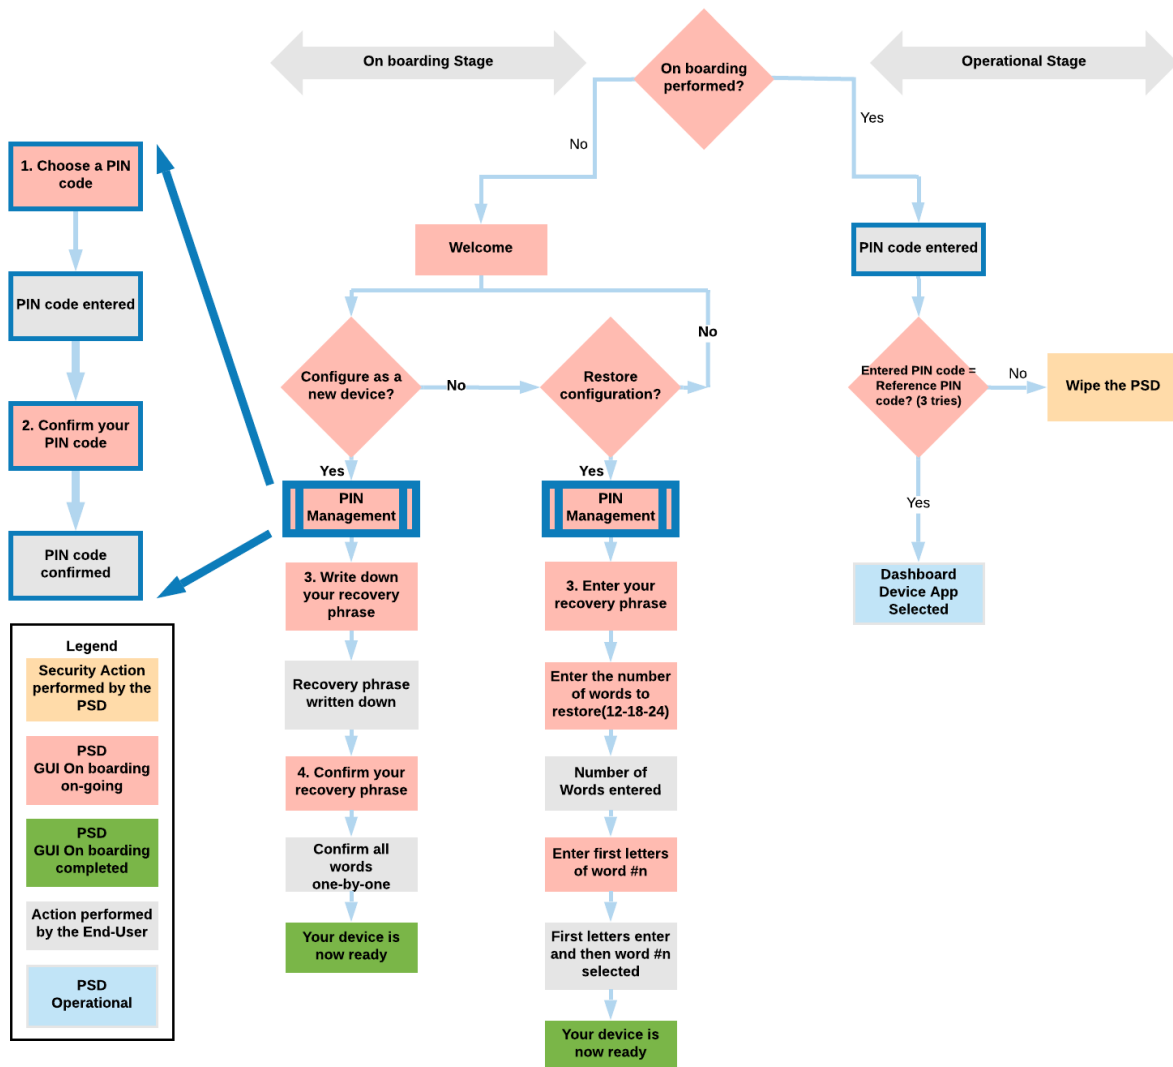 On boarding Stage
On boarding
performed?
Operational Stage
No
Yes
1. Choose a PIN
code
PIN code entered
2. Confirm your
PIN code
PIN code
confirmed
Welcome
PIN code entered
No
Configure as a
new device?
No
Restore
configuration?
Entered PIN code =
Reference PIN
code? (3 tries)
No
Wipe the PSD
Yes
Yes
Yes
PIN
Management
PIN
Management
3. Write down
your recovery
phrase
3. Enter your
recovery phrase
Dashboard
Device App
Selected
Recovery phrase
written down
Enter the number
of words to
restore(12-18-24)
4. Confirm your
recovery phrase
Number of
Words entered
Confirm all
words
one-by-one
Enter first letters
of word #n
Your device is
now ready
First letters enter
and then word #n
selected
Your device is
now ready
Legend
Security Action
performed by the
PSD
PSD
GUI On boarding
on-going
PSD
GUI On boarding
completed
Action performed
by the End-User
PSD
Operational